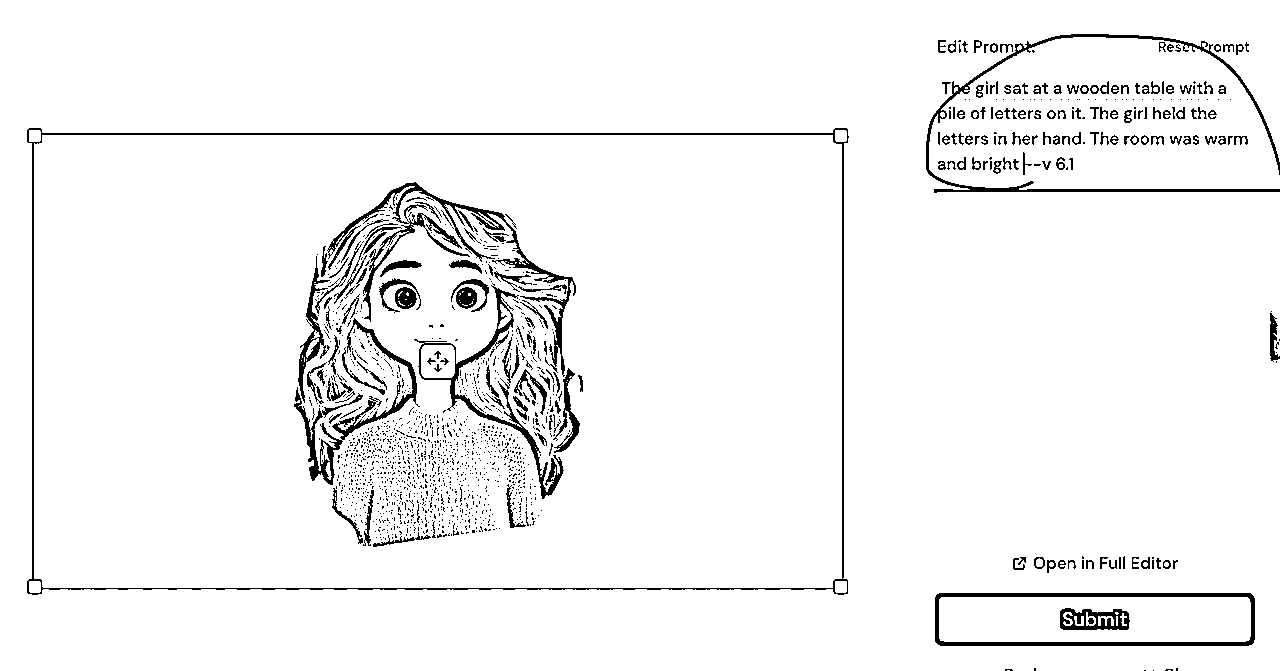 Edit Prompt:
Reset Prompt
The girl sat at a wooden table with a
pile of letters on it. The girl held the
letters in her hand. The room was warm
and bright --v 6.1
Open in Full Editor
Submit